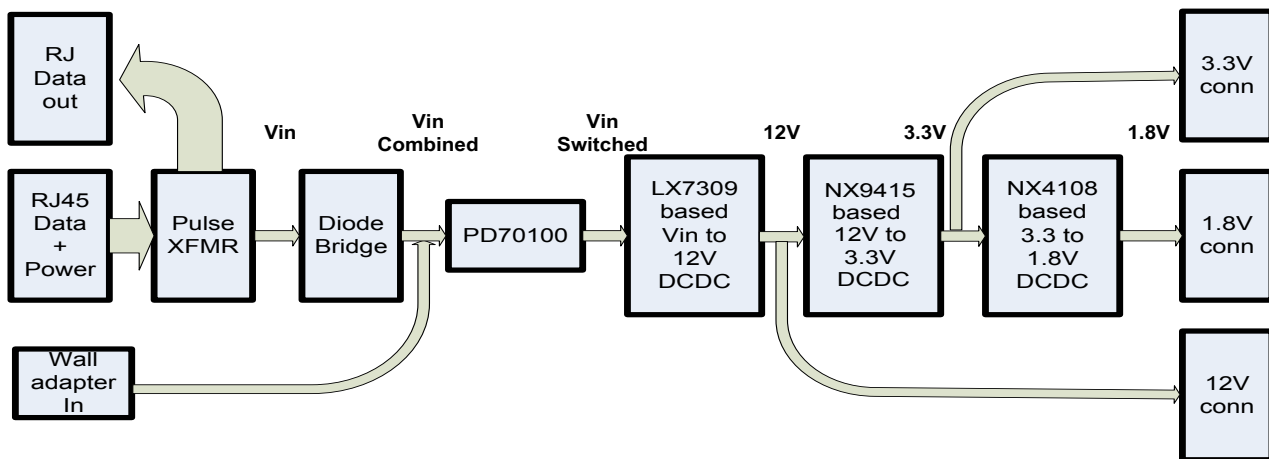 RJ
Data
out
Vin
Vin
Combined
Vin
Switched
12V
3.3V
1.8V
3.3V
conn
RJ45
Data
+
Power
Pulse
XFMR
Diode
Bridge
PD70100
LX7309
based
Vin to
12V
DCDC
NX9415
based
12V to
3.3V
DCDC
NX4108
based
3.3 to
1.8V
DCDC
1.8V
conn
Wall
adapter
In
12V
conn